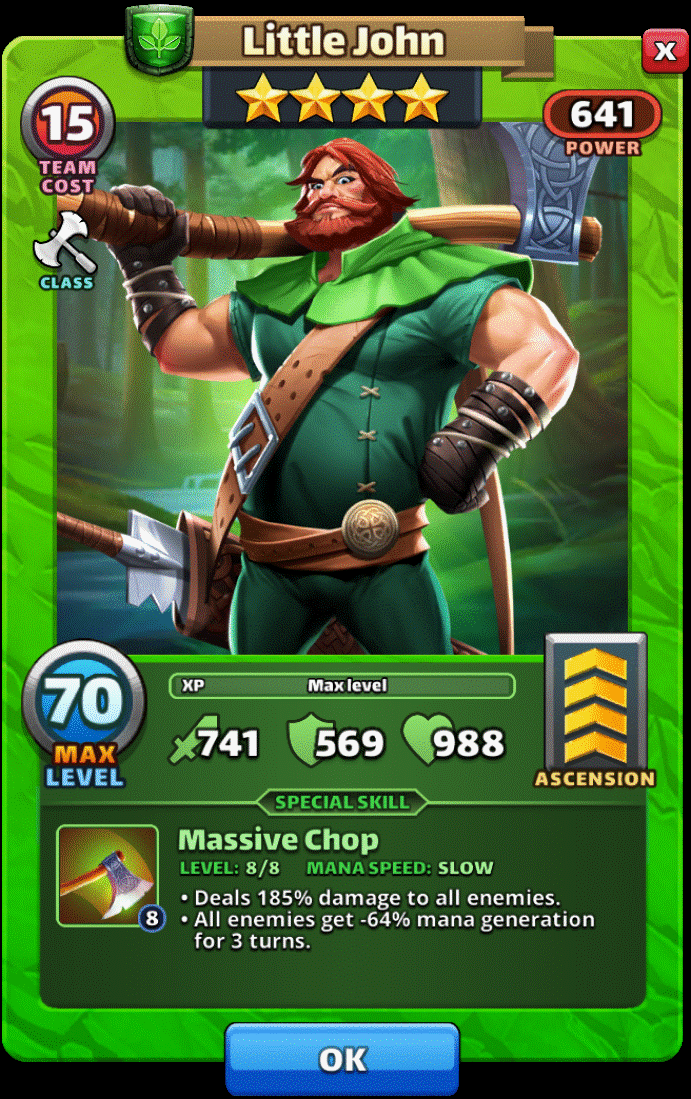 Little John
X
15
TEAM
COST
641
POWER
CLASS
70
MAX
LEVEL
XP Max level
741 569 988
ASCENSION
SPECIAL SKILL
Massive Chop
LEVEL: 8/8 MANA SPEED: SLOW
8
• Deals 185% damage to all enemies.
• All enemies get -64% mana generation
for 3 turns.
OK